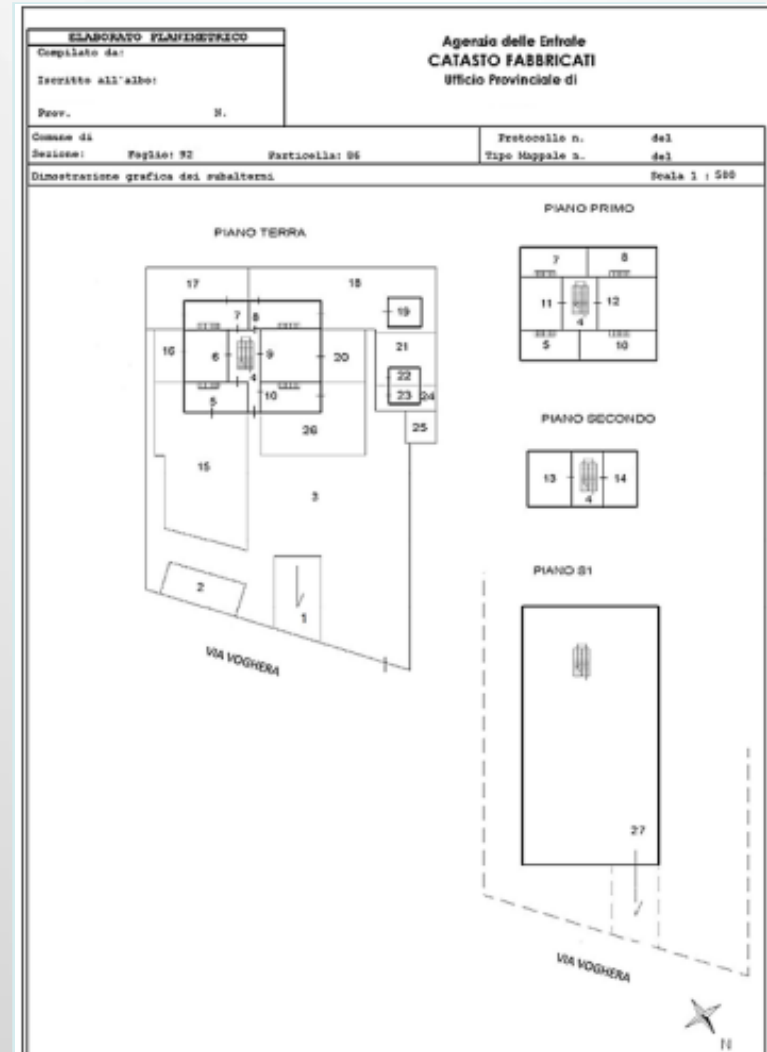 ELABORATO PLANIMETRICO
Compilato da:
Iscritto all'albo:
Prov. N.
Agenzia delle Entrate
CATASTO FABBRICATI
Ufficio Provinciale di
Comune di
Sezione: Foglio: 92 Particella: 86
Protocollo n. del
Tipo Mappale n. del
Dimostrazione grafica dei subalterni
Scala 1 : 500
PIANO TERRA
17
18
19
7 8
16
6
9
20
21
4
22
5
10
23 24
26
25
15
3
2
1
VIA VOGHERA
PIANO PRIMO
7 8
11 12
4
5 10
PIANO SECONDO
13 14
4
PIANO S1
27
VIA VOGHERA
N